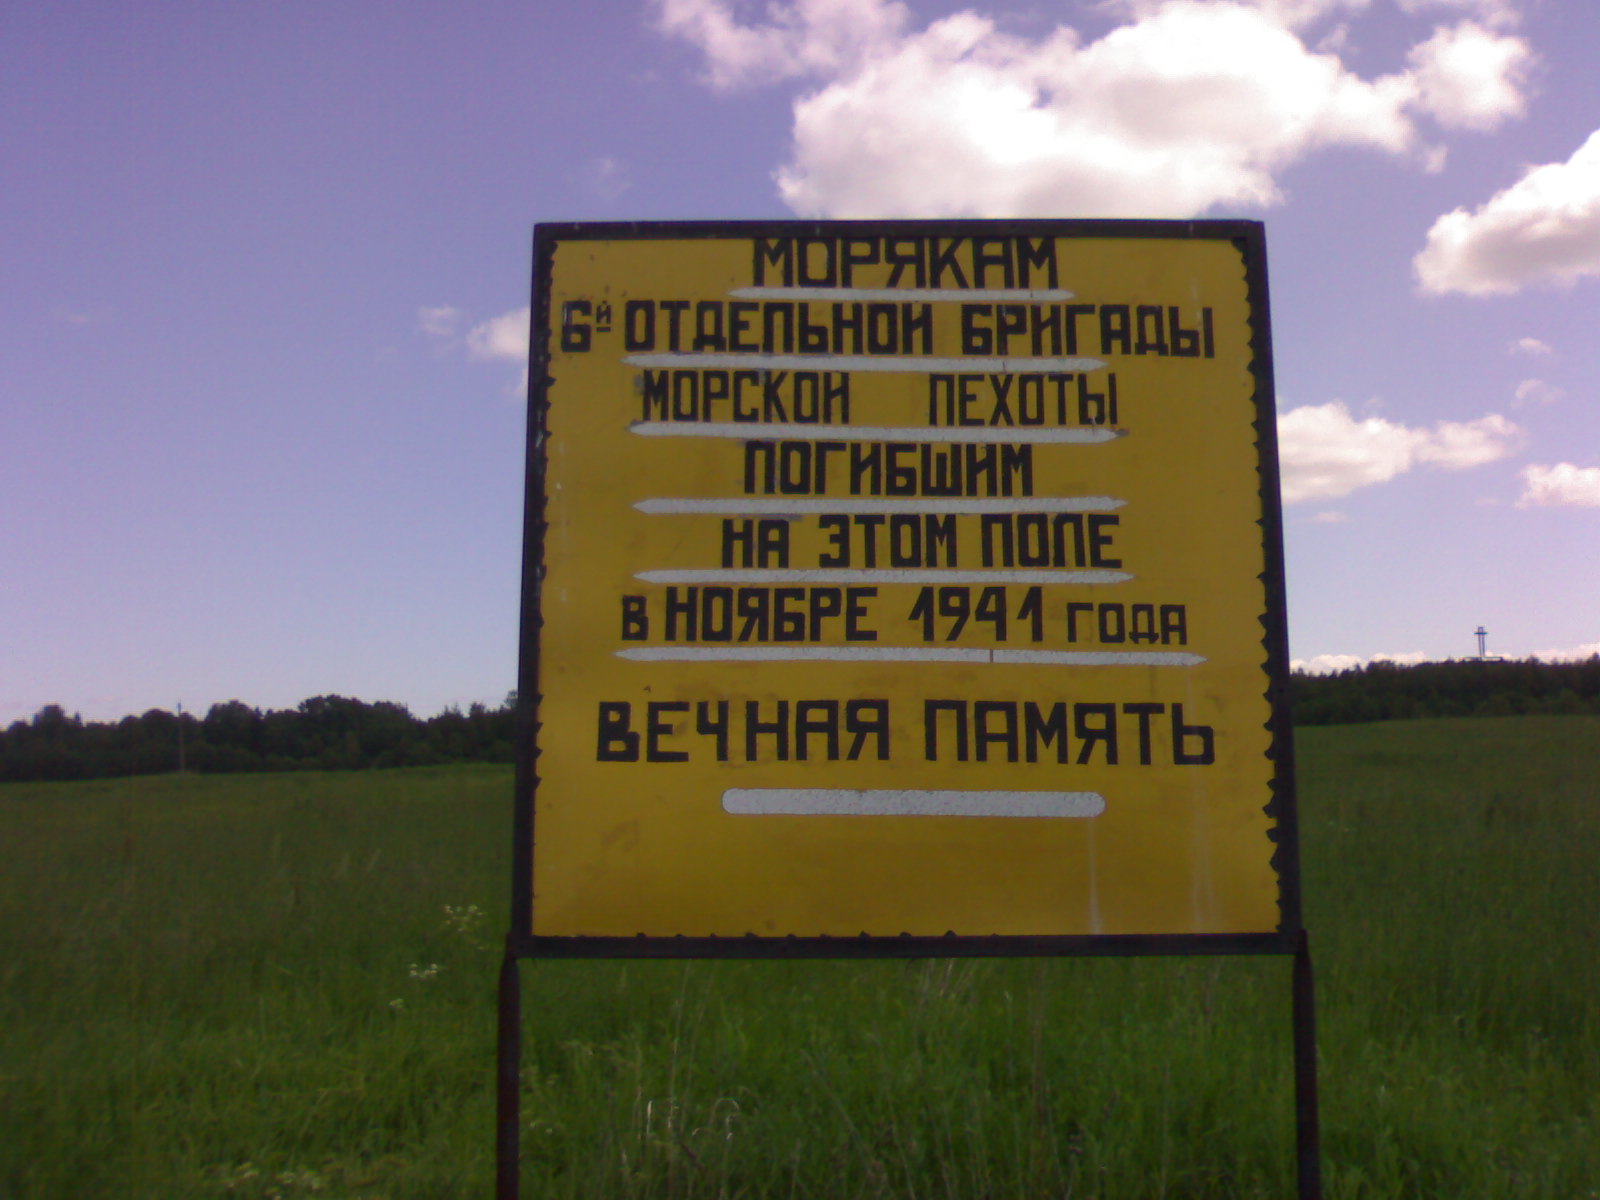 МОРЯКАМ
6й ОТДЕЛЬНОЙ БРИГАДЫ
МОРСКОЙ ПЕХОТЫ
ПОГИБШИМ
НА ЭТОМ ПОЛЕ
В НОЯБРЕ 1941 ГОДА
ВЕЧНАЯ ПАМЯТЬ